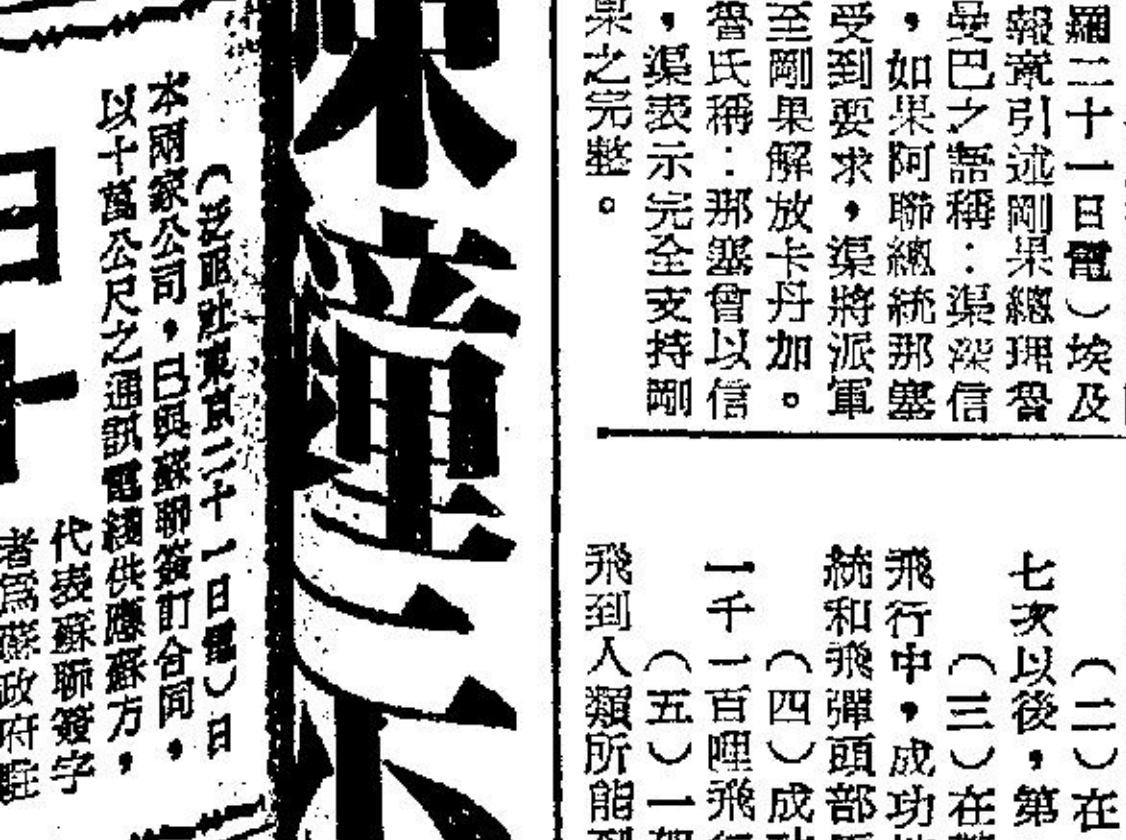 羅二十一日電）埃及
報章引述剛果總理魯
曼巴之語稱：渠深信
，如果阿聯總統那塞
受到要求，渠將派軍
至剛果解放卡丹加。
魯氏稱：那塞曾以信
，渠表示完全支持剛
果之完整。
（二）在
七次以後，第
（三）在
飛行中，成功
統和飛彈頭部
（四）成功
一千一百哩飛行
（五）一架
飛到人類所能到
（泛亞社東京二十一日電）日
本兩家公司，已與蘇聯簽訂合同，
以十萬公尺之通訊電纜供應蘇方，
代表蘇聯簽字
者爲蘇政府駐